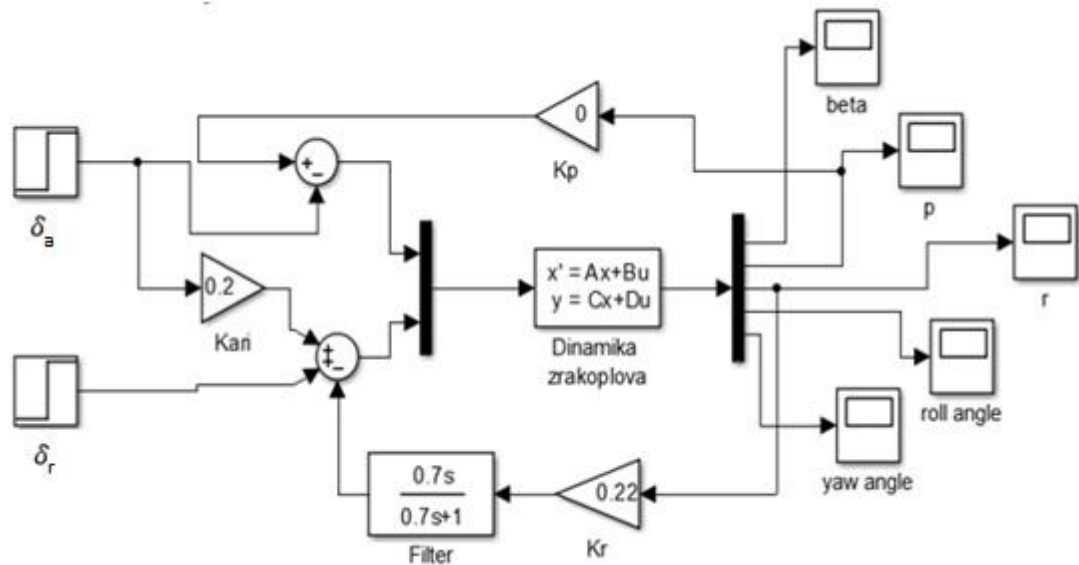 beta
0
Kp
p
δa
+
−
0.2
Kari
x' = Ax+Bu
y = Cx+Du
Dinamika
zrakoplova
r
+
+
−
roll angle
δr
yaw angle
0.7s
0.7s+1
Filter
0.22
Kr